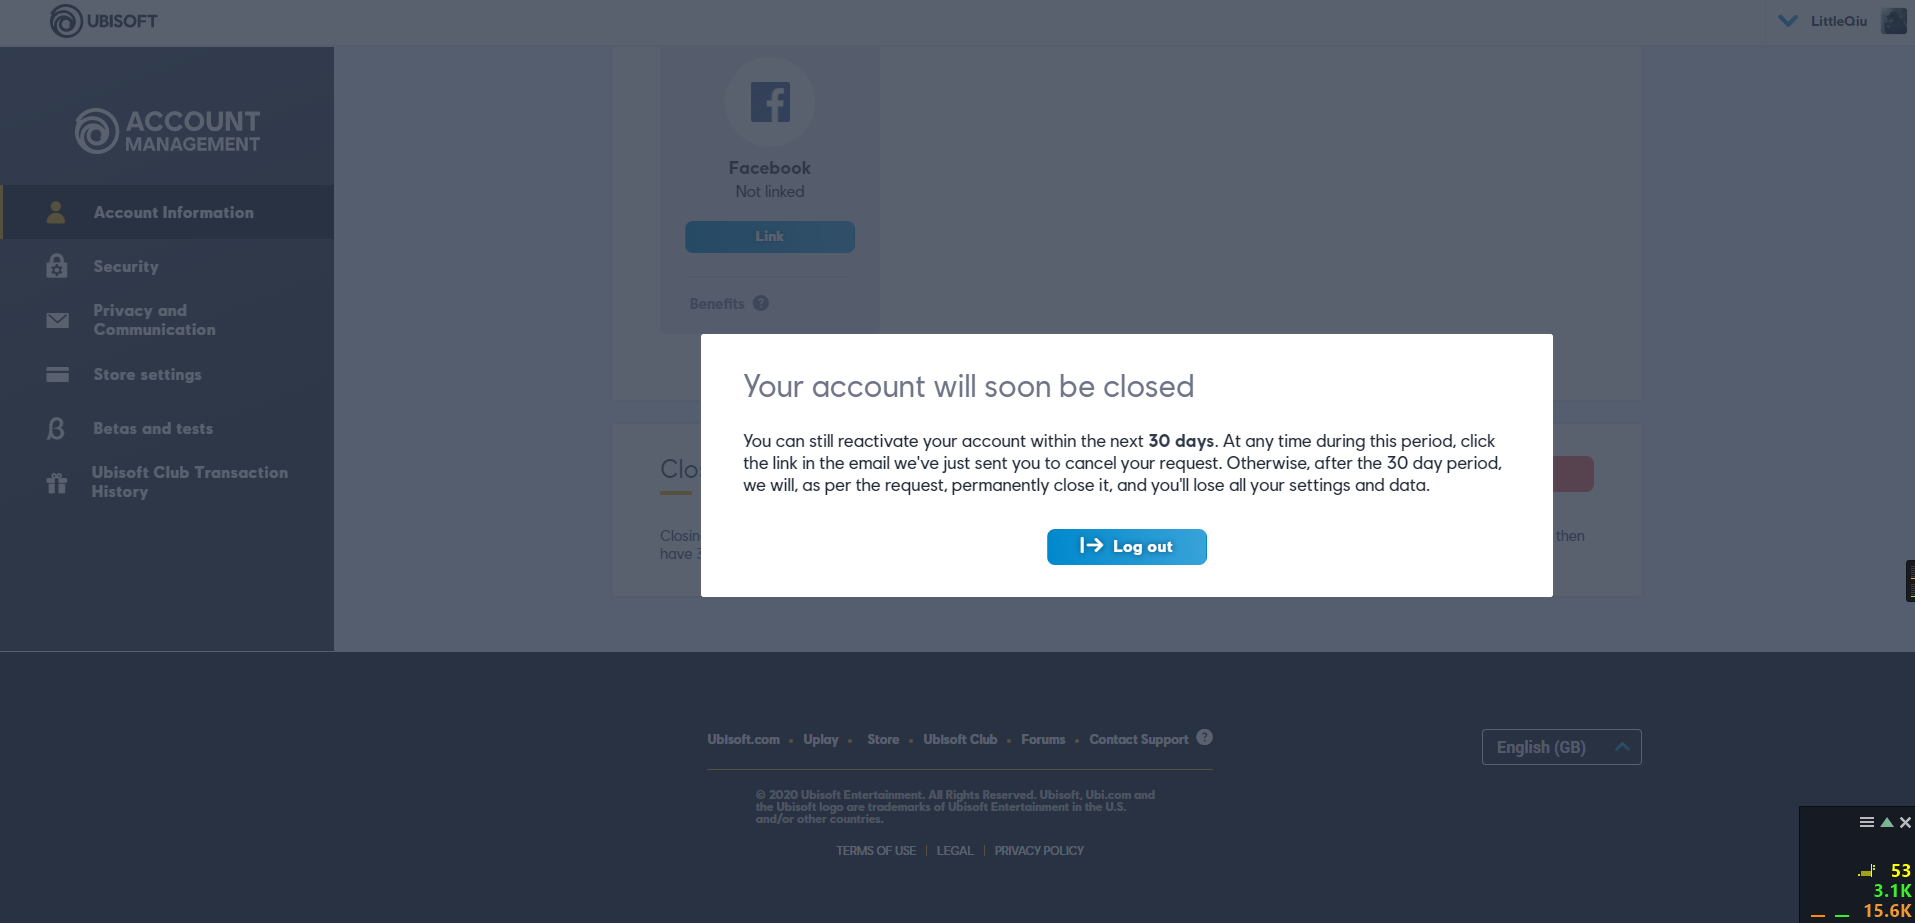 UBISOFT
LittleQiu
ACCOUNT
MANAGEMENT
Account Information
Security
Privacy and
Communication
Store settings
Betas and tests
Ubisoft Club Transaction
History
Facebook
Not linked
Link
Benefits ?
Your account will soon be closed
You can still reactivate your account within the next 30 days. At any time during this period, click
the link in the email we've just sent you to cancel your request. Otherwise, after the 30 day period,
we will, as per the request, permanently close it, and you'll lose all your settings and data.
Log out
Clos
Closin
then
have 3
Ubisoft.com • Uplay • Store • Ubisoft Club • Forums • Contact Support ?
English (GB)
© 2020 Ubisoft Entertainment. All Rights Reserved. Ubisoft, Ubi.com and
the Ubisoft logo are trademarks of Ubisoft Entertainment in the U.S.
and/or other countries.
TERMS OF USE | LEGAL | PRIVACY POLICY
53
3.1K
15.6K